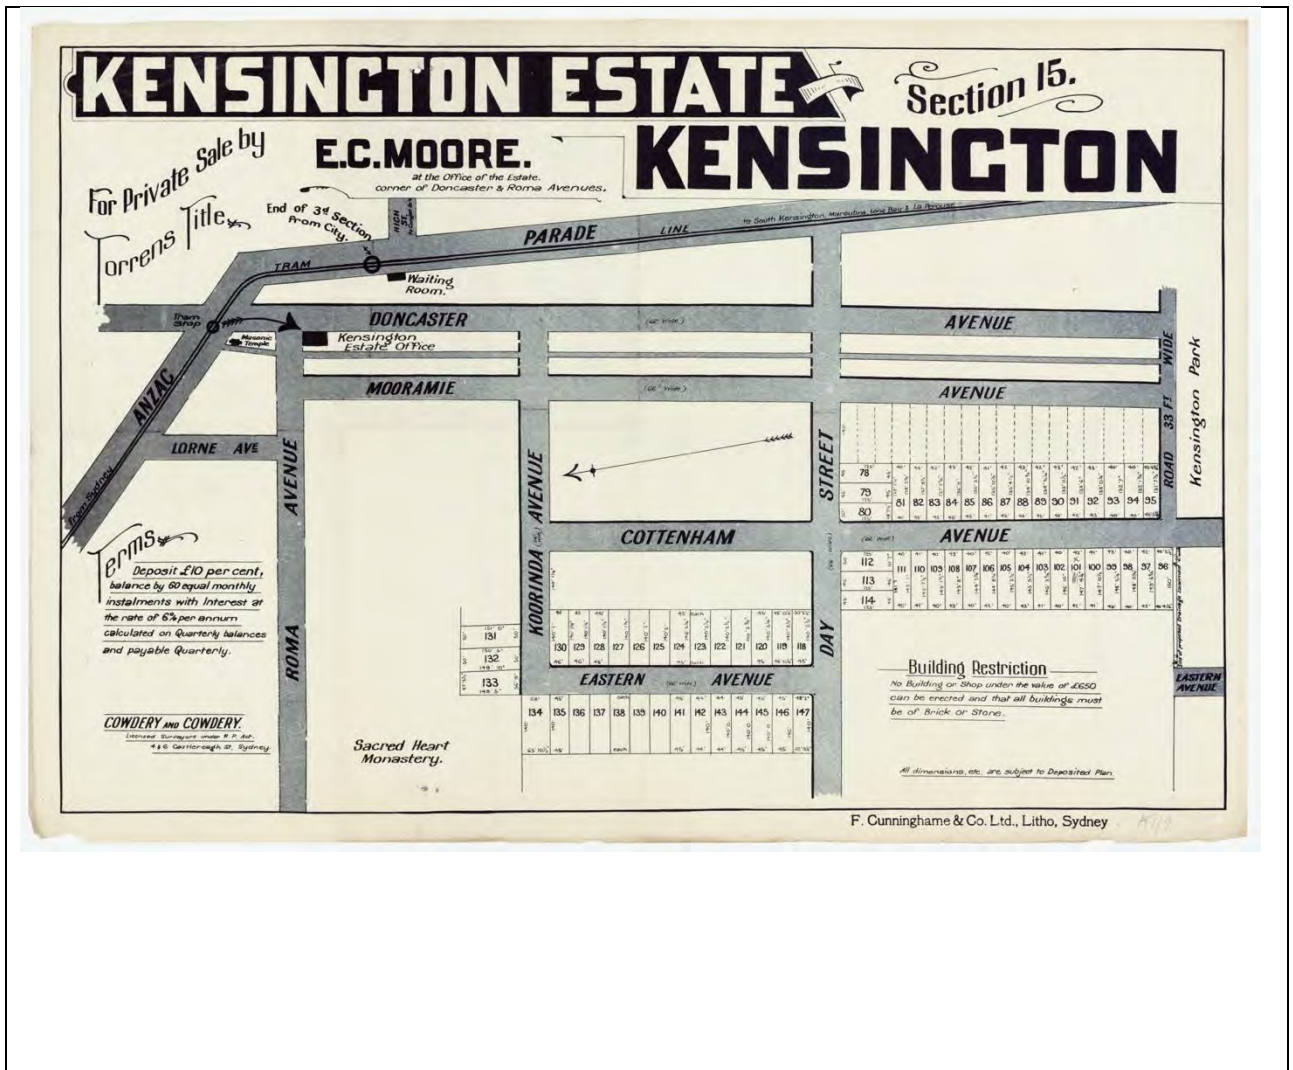 KENSINGTON ESTATE
Section 15.
KENSINGTON
For Private Sale by
E.C.MOORE.
at the Office of the Estate.
corner of Doncaster & Roma Avenues.
Torrens Title
End of 3rd Section
From City.
HIGH
ST.
PARADE
LINE
to South Kensington, Maroubra, Long Bay & La Perouse
TRAM
Waiting
Room.
Tram
Stop
DONCASTER
AVENUE
Masonic
Temple
Kensington
Estate Office
MOORAMIE
AVENUE
ANZAC
LORNE AVE
from Sydney
ROMA AVENUE
KOORINDA AVENUE
DAY STREET
ROAD 33 FT WIDE
Kensington Park
78
79
80
81 82 83 84 85 86 87 88 89 90 91 92 93 94 95
COTTENHAM
AVENUE
112
113
114
111 110 109 108 107 106 105 104 103 102 101 100 99 98 97 96
Terms
Deposit £10 per cent,
balance by 60 equal monthly
instalments with Interest at
the rate of 6% per annum
calculated on Quarterly balances
and payable Quarterly.
131
132
133
130 129 128 127 126 125 124 123 122 121 120 119 118
EASTERN AVENUE
134 135 136 137 138 139 140 141 142 143 144 145 146 147
EASTERN
AVENUE
Building Restriction
No Building or Shop under the value of £650
can be erected and that all buildings must
be of Brick or Stone.
COWDERY AND COWDERY.
Licensed Surveyors under R. P. Act.
4 & 6 Castlereagh St, Sydney
Sacred Heart
Monastery.
All dimensions, etc, are subject to Deposited Plan.
F. Cunninghame & Co. Ltd., Litho, Sydney